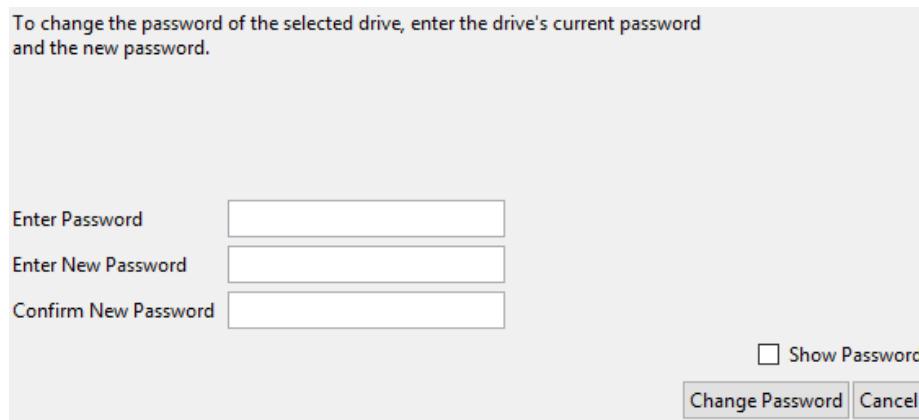 To change the password of the selected drive, enter the drive's current password
and the new password.
Enter Password
Enter New Password
Confirm New Password
Show Password
Change Password Cancel